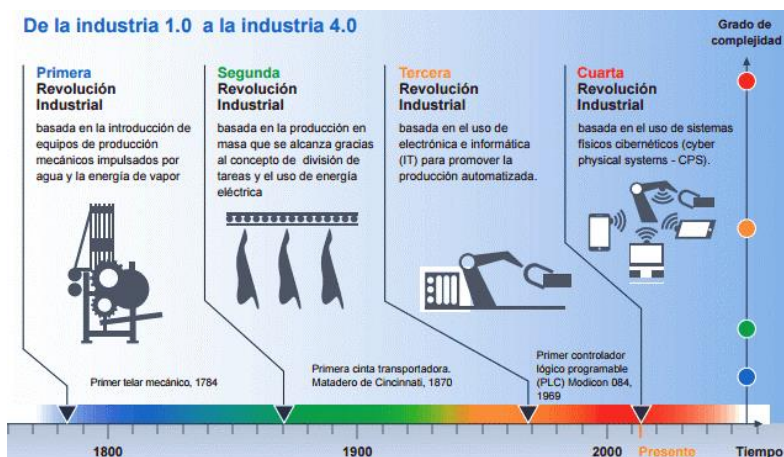 De la industria 1.0 a la industria 4.0
Grado de
complejidad
Primera
Revolución
Industrial
basada en la introducción de
equipos de producción
mecánicos impulsados por
agua y la energía de vapor
Segunda
Revolución
Industrial
basada en la producción en
masa que se alcanza gracias
al concepto de división de
tareas y el uso de energía
eléctrica
Tercera
Revolución
Industrial
basada en el uso de
electrónica e informática
(IT) para promover la
producción automatizada.
Cuarta
Revolución
Industrial
basada en el uso de sistemas
físicos cibernéticos (cyber
physical systems - CPS).
Primer telar mecánico, 1784
Primera cinta transportadora.
Matadero de Cincinnati, 1870
Primer controlador
lógico programable
(PLC) Modicon 084,
1969
1800
1900
2000
Presente
Tiempo